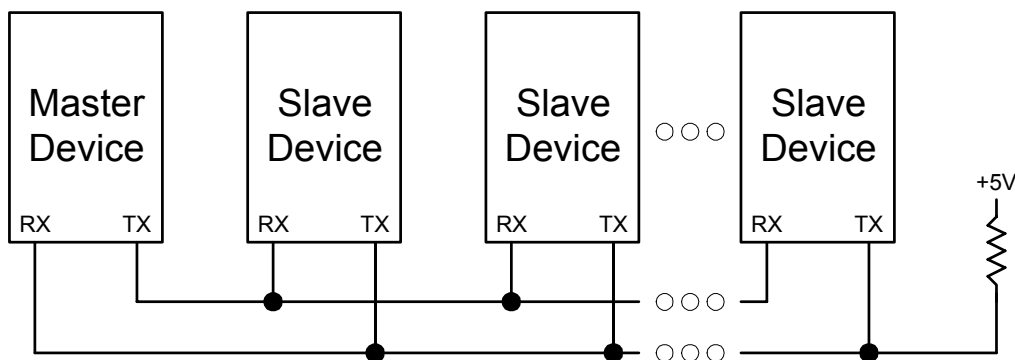 Master
Device
Slave
Device
Slave
Device
Slave
Device
+5V
RX TX RX TX RX TX RX TX